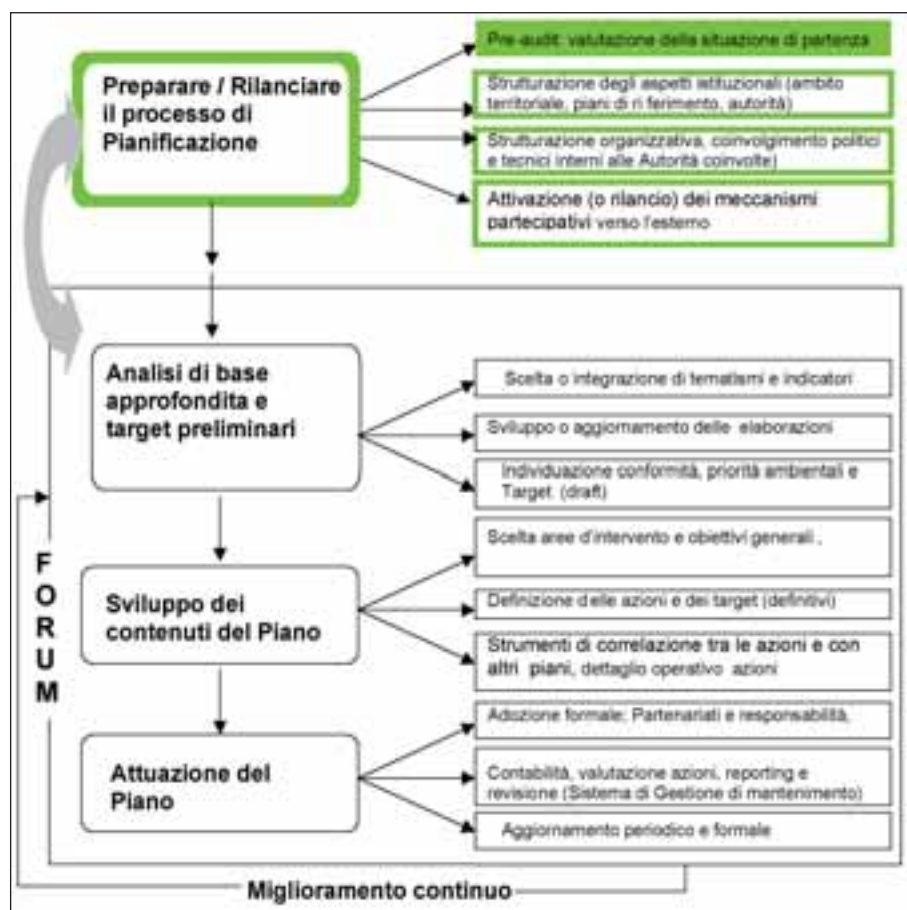 Preparare / Rilanciare
il processo di
Pianificazione
Pre-audit: valutazione della situazione di partenza
Strutturazione degli aspetti istituzionali (ambito
territoriale, piani di ri ferimento, autorità)
Strutturazione organizzativa, coinvolgimento politici
e tecnici interni alle Autorità coinvolte)
Attivazione (o rilancio) dei meccanismi
partecipativi verso l'esterno
Analisi di base
approfondita e
target preliminari
Scelta o integrazione di tematismi e indicatori
Sviluppo o aggiornamento delle elaborazioni
Individuazione conformità, priorità ambientali e
Target (draft)
FORUM
Sviluppo dei
contenuti del Piano
Scelta aree d'intervento e obiettivi generali ,
Definizione delle azioni e dei target (definitivi)
Strumenti di correlazione tra le azioni e con
altri piani, dettaglio operativo azioni
Attuazione del
Piano
Adozione formale; Partenariati e responsabilità,
Contabilità, valutazione azioni, reporting e
revisione (Sistema di Gestione di mantenimento)
Aggiornamento periodico e formale
Miglioramento continuo